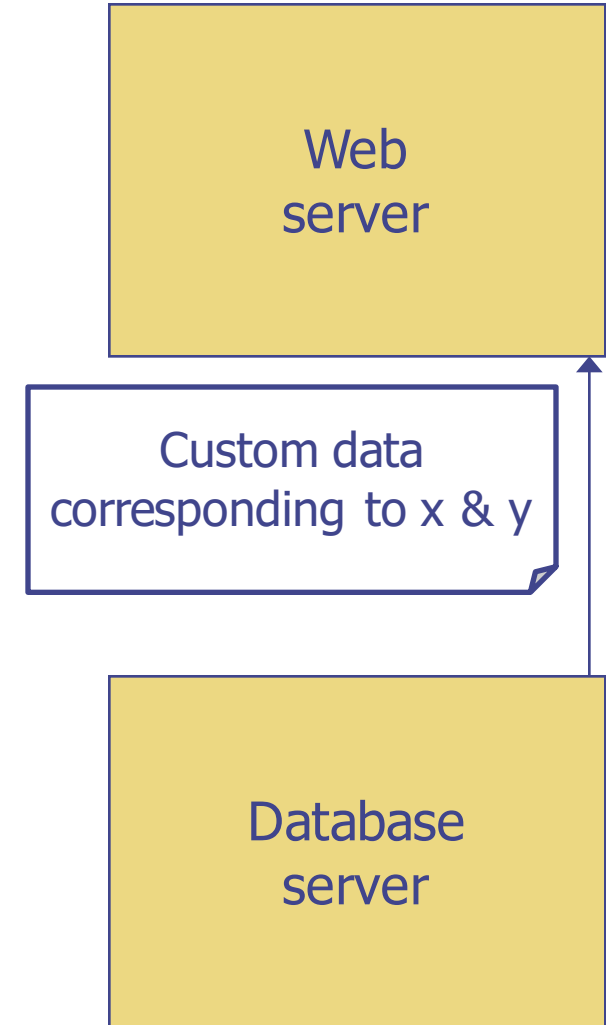 Web
server
Custom data
corresponding to x & y
Database
server